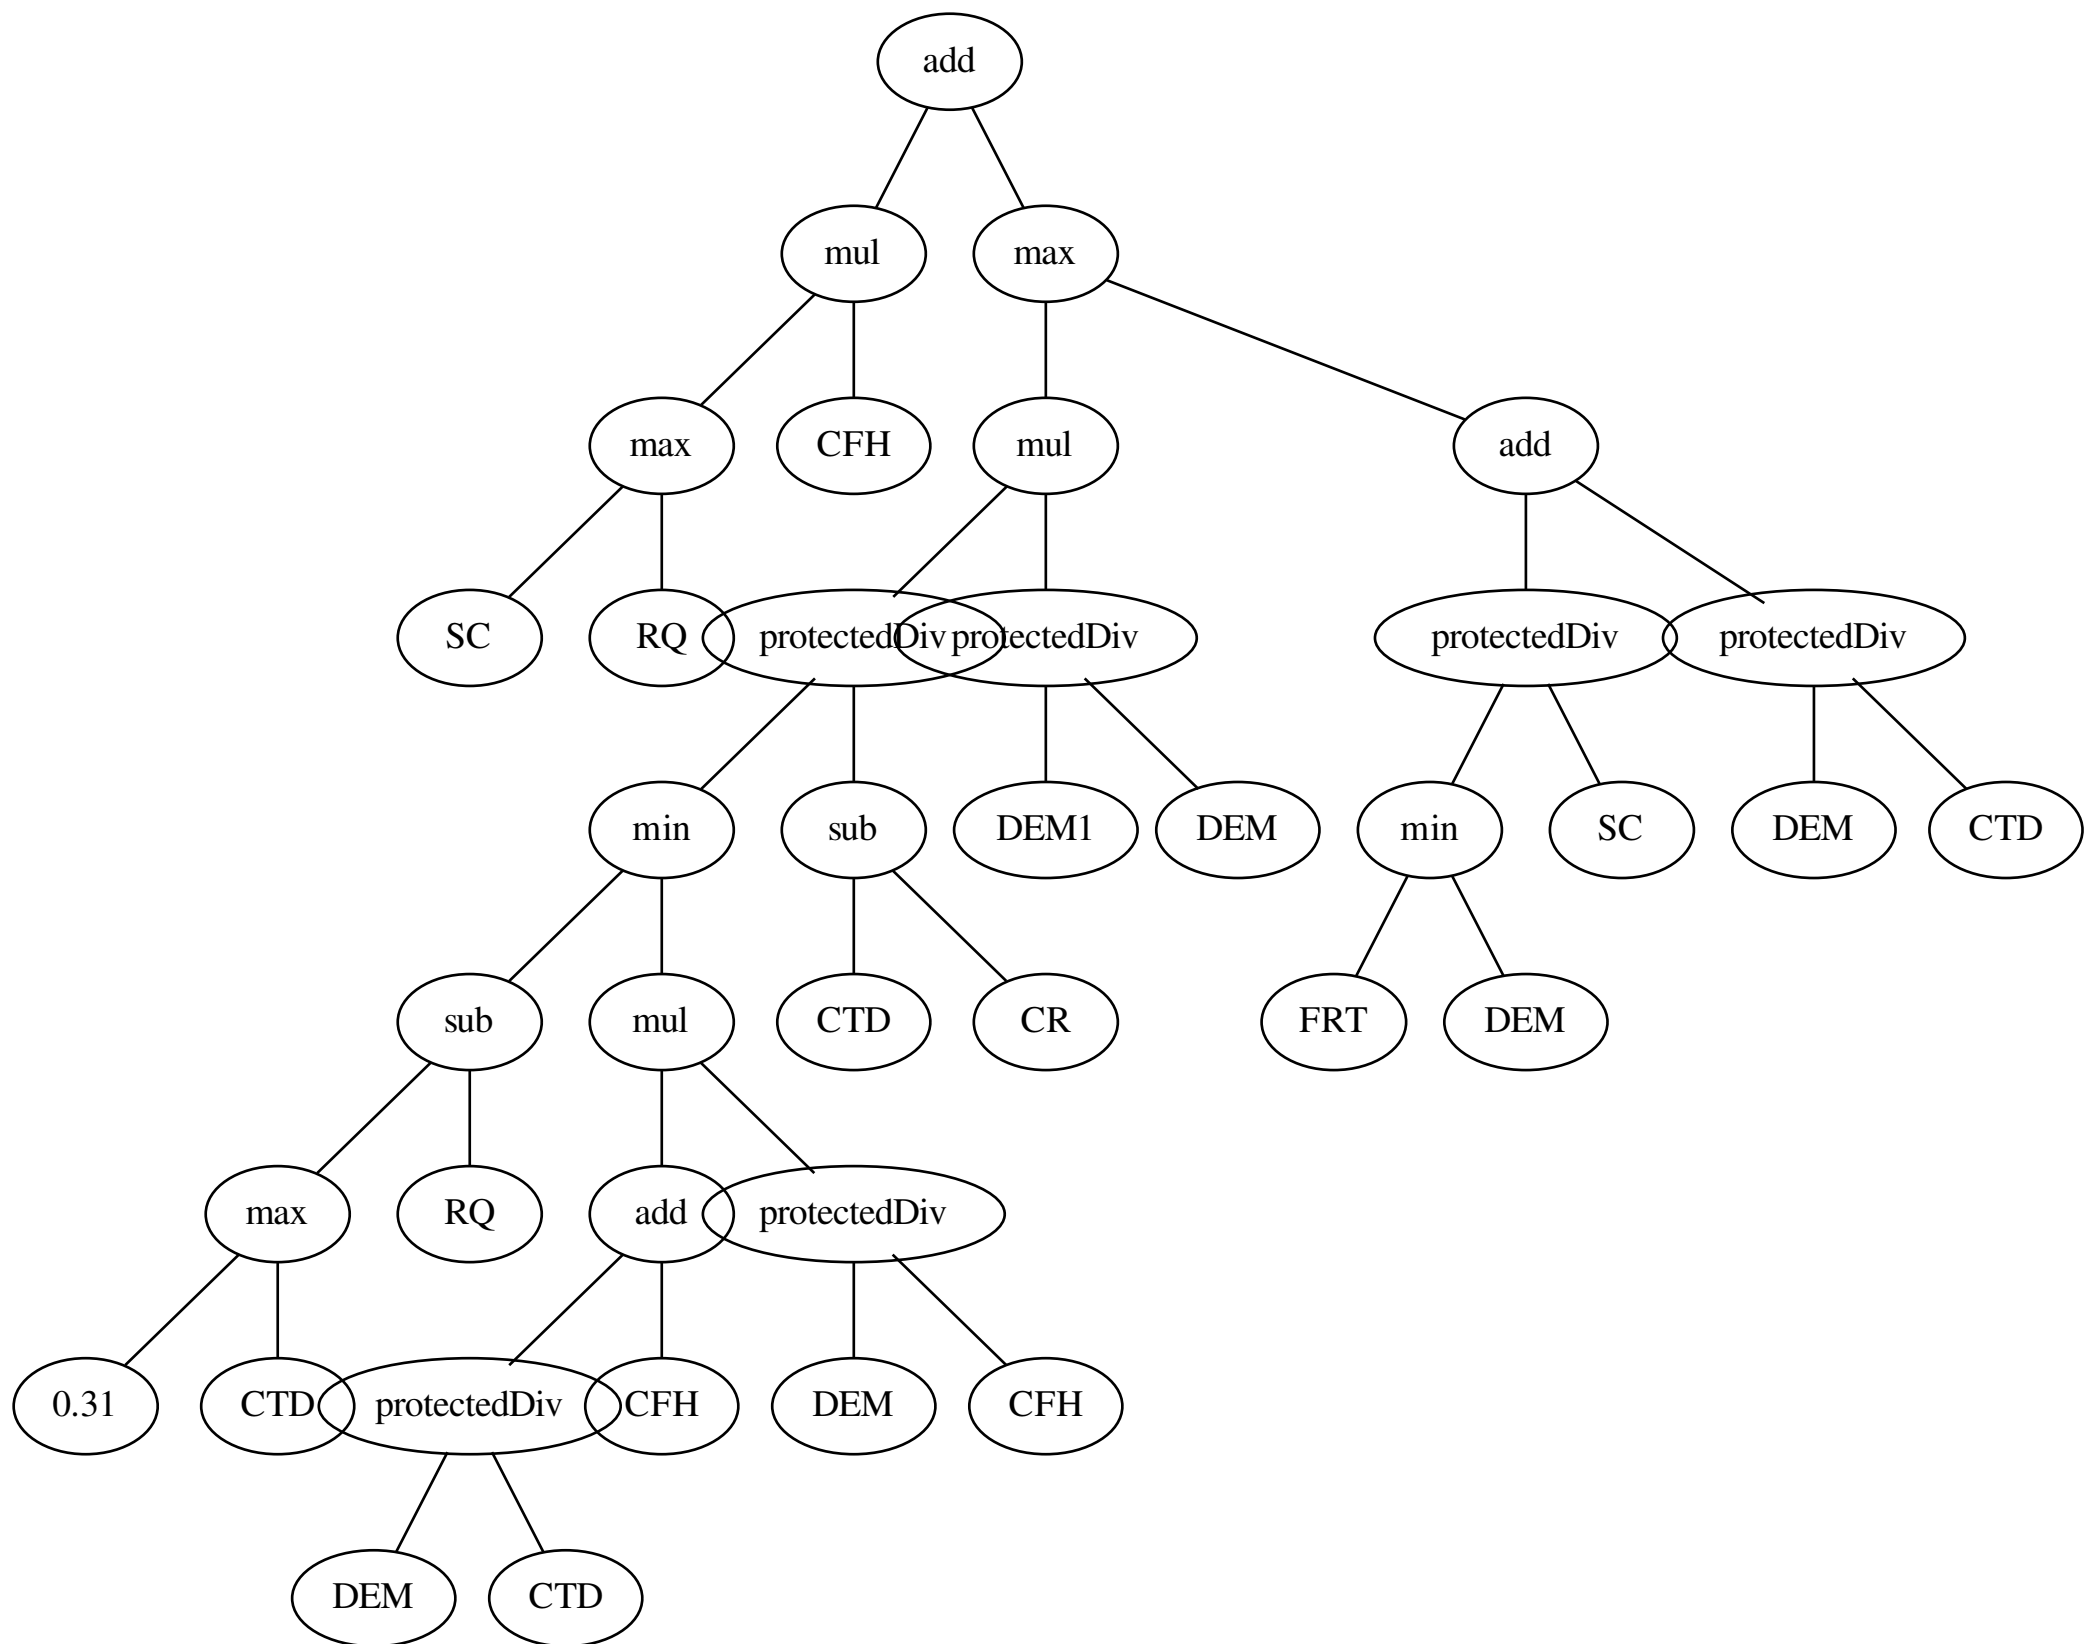 add
mul max
max CFH mul add
SC RQ protectedDiv protectedDiv protectedDiv protectedDiv
min sub DEM1 DEM min SC DEM CTD
sub mul CTD CR FRT DEM
max RQ add protectedDiv
0.31 CTD protectedDiv CFH DEM CFH
DEM CTD